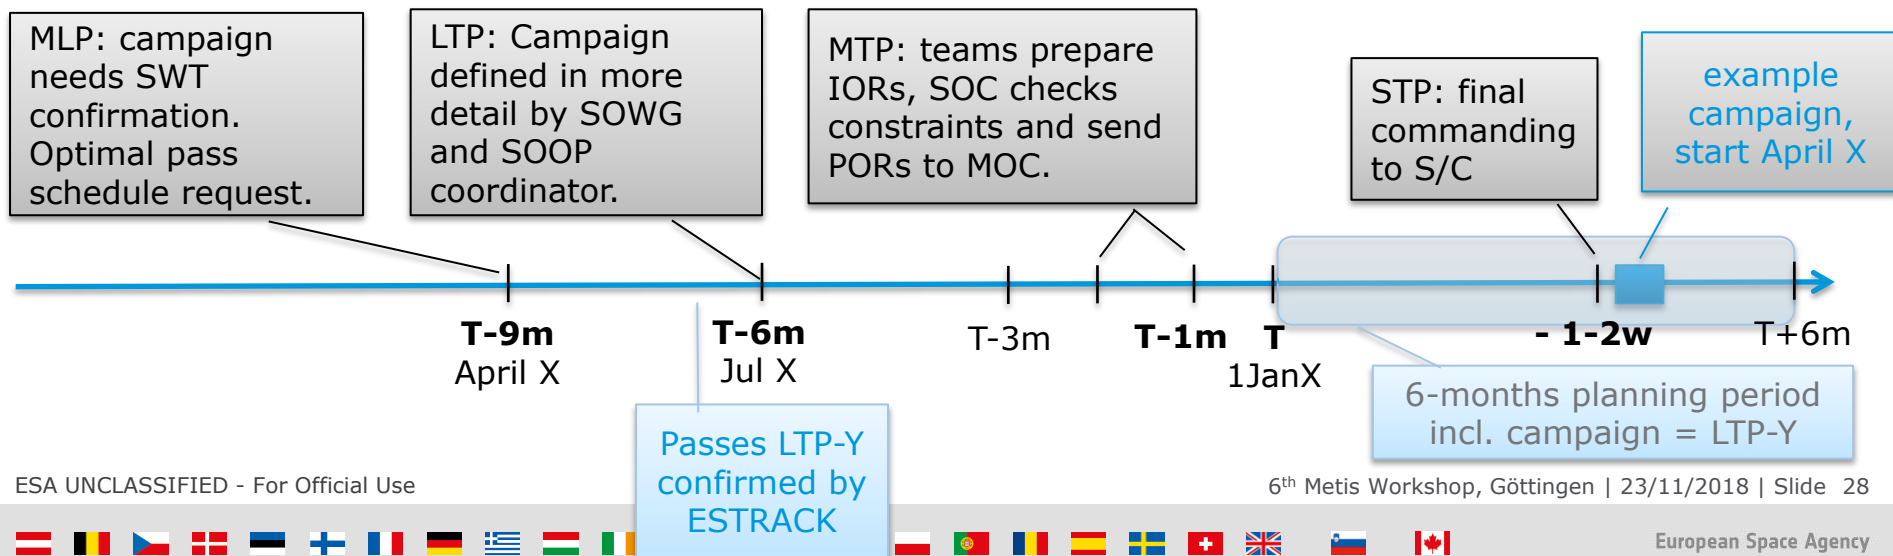 MLP: campaign
needs SWT
confirmation.
Optimal pass
schedule request.
LTP: Campaign
defined in more
detail by SOWG
and SOOP
coordinator.
MTP: teams prepare
IORs, SOC checks
constraints and send
PORs to MOC.
STP: final
commanding
to S/C
example
campaign,
start April X
T-9m
April X
T-6m
Jul X
T-3m
T-1m
T
1JanX
- 1-2w
T+6m
Passes LTP-Y
confirmed by
ESTRACK
6-months planning period
incl. campaign = LTP-Y
ESA UNCLASSIFIED - For Official Use
6th Metis Workshop, Göttingen | 23/11/2018 | Slide 28
European Space Agency